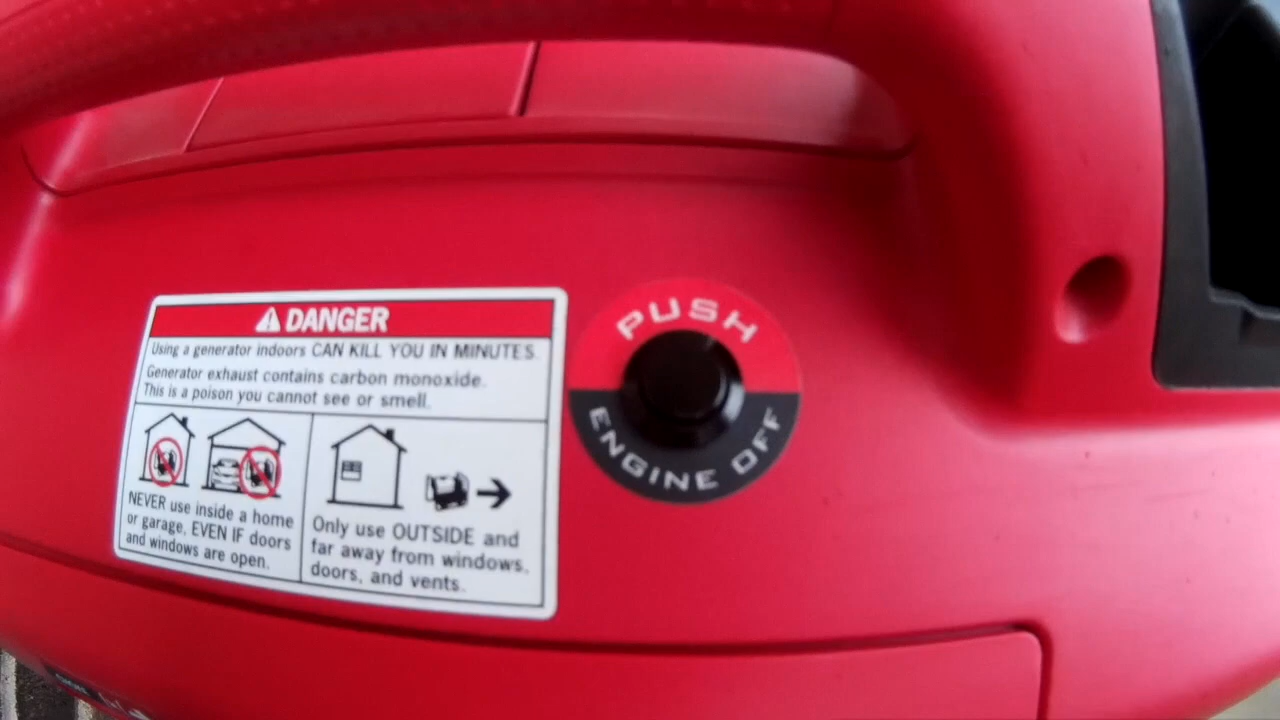 DANGER
Using a generator indoors CAN KILL YOU IN MINUTES.
Generator exhaust contains carbon monoxide.
This is a poison you cannot see or smell.
NEVER use inside a home
or garage, EVEN IF doors
and windows are open.
Only use OUTSIDE and
far away from windows,
doors, and vents.
PUSH
ENGINE OFF